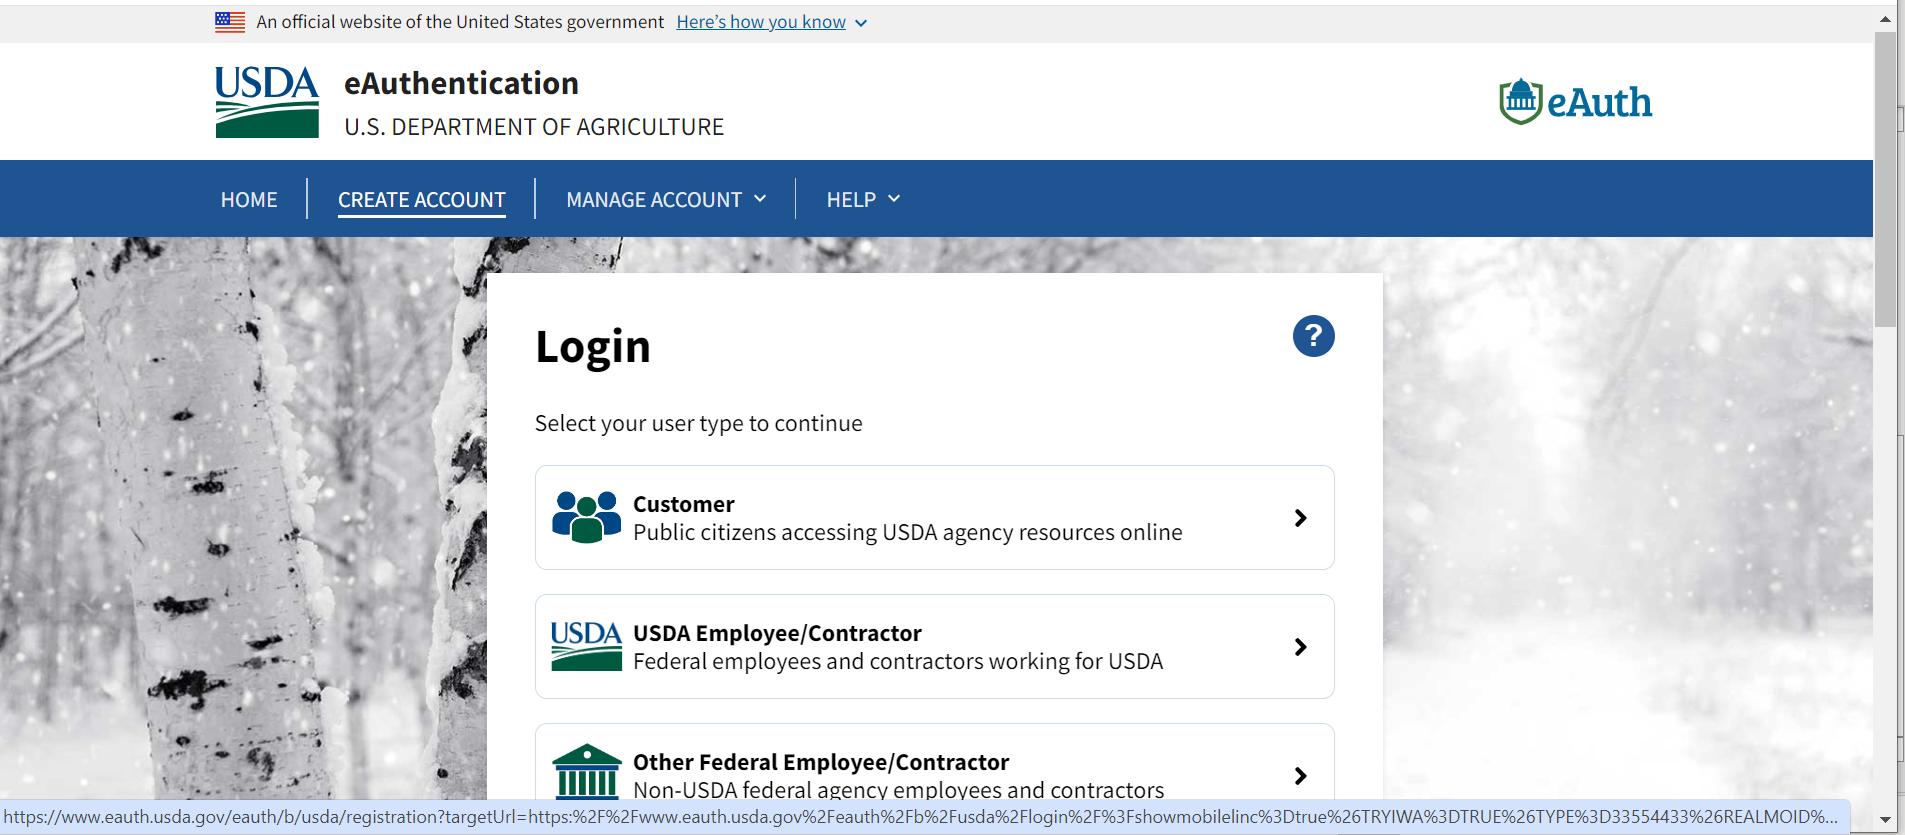 An official website of the United States government Here's how you know
USDA
eAuthentication
U.S. DEPARTMENT OF AGRICULTURE
eAuth
HOME CREATE ACCOUNT MANAGE ACCOUNT HELP
Login
?
Select your user type to continue
Customer
Public citizens accessing USDA agency resources online
USDA
USDA Employee/Contractor
Federal employees and contractors working for USDA
Other Federal Employee/Contractor
Non-USDA federal agency employees and contractors
https://www.eauth.usda.gov/eauth/b/usda/registration?targetUrl=https:%2F%2Fwww.eauth.usda.gov%2Feauth%2Fb%2Fusda%2Flogin%2F%3Fshowmobilelinc%3Dtrue%26TRYIWA%3DTRUE%26TYPE%3D33554433%26REALMOID%...